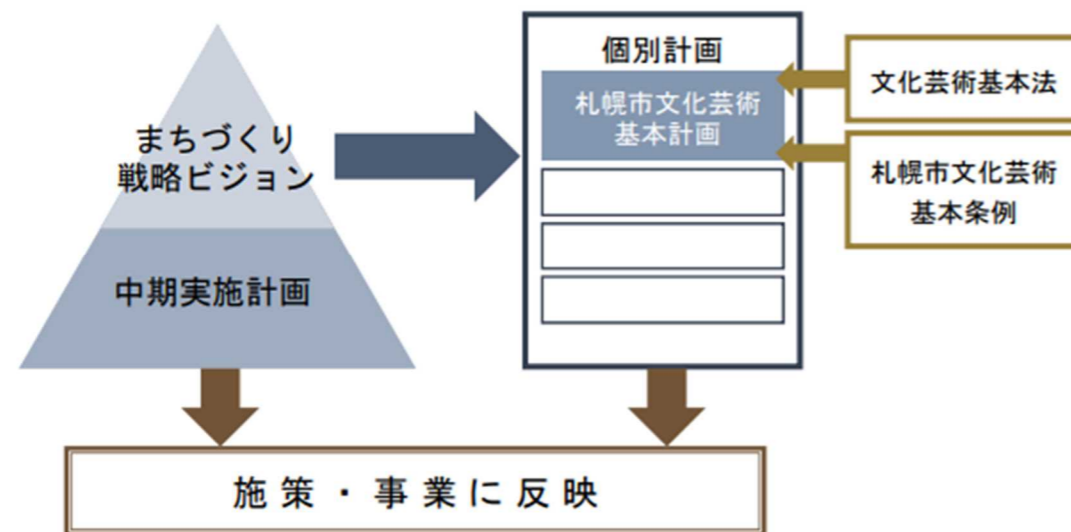 まちづくり
戦略ビジョン
中期実施計画
個別計画
札幌市文化芸術
基本計画
文化芸術基本法
札幌市文化芸術
基本条例
施策・事業に反映